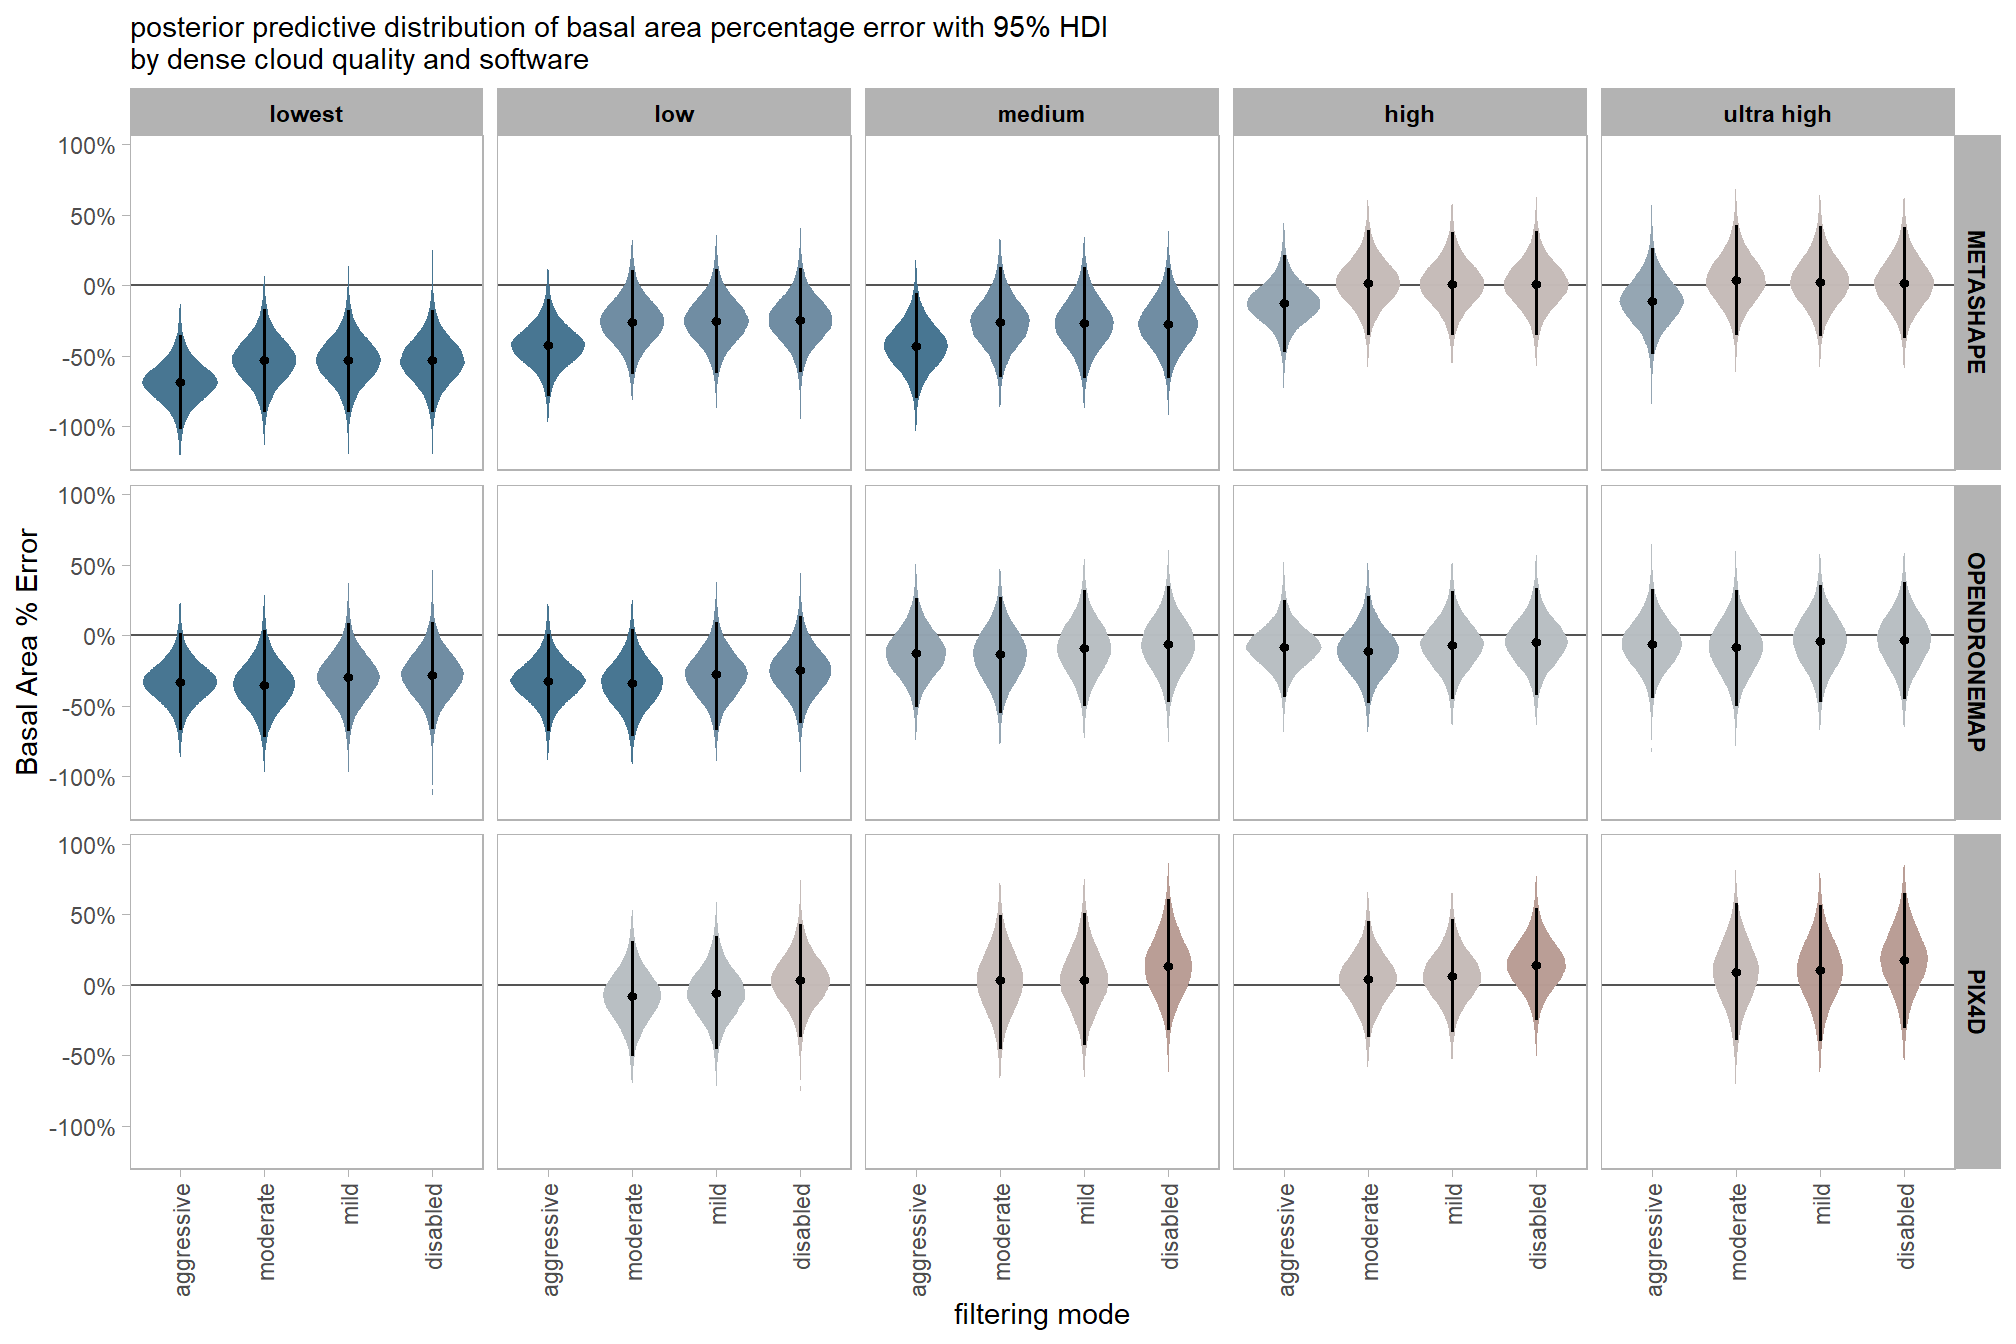 posterior predictive distribution of basal area percentage error with 95% HDI
by dense cloud quality and software
lowest
low
medium
high
ultra high
100%
50%
0%
-50%
-100%
METASHAPE
100%
50%
0%
-50%
-100%
OPENDRONEMAP
100%
50%
0%
-50%
-100%
PIX4D
Basal Area % Error
aggressive
moderate
mild
disabled
aggressive
moderate
mild
disabled
aggressive
moderate
mild
disabled
aggressive
moderate
mild
disabled
aggressive
moderate
mild
disabled
filtering mode